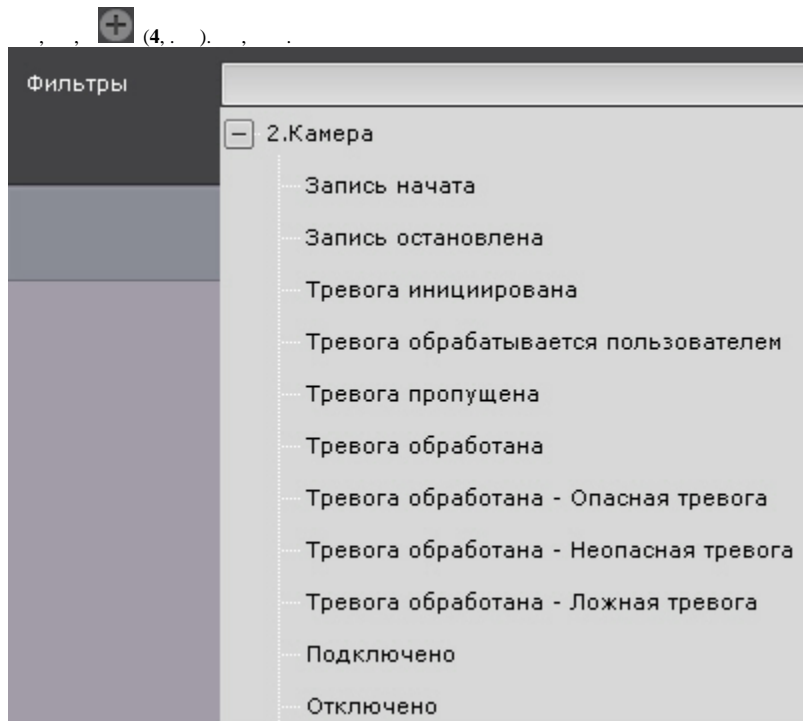 , , (4, . ). , .
Фильтры
2.Камера
Запись начата
Запись остановлена
Тревога инициирована
Тревога обрабатывается пользователем
Тревога пропущена
Тревога обработана
Тревога обработана - Опасная тревога
Тревога обработана - Неопасная тревога
Тревога обработана - Ложная тревога
Подключено
Отключено